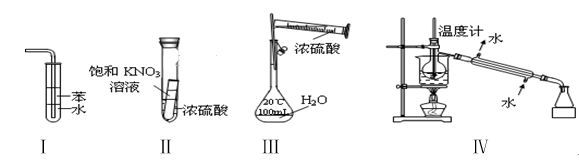 苯
水
Ⅰ
饱和 KNO₃
溶液
浓硫酸
Ⅱ
浓硫酸
20℃
100mL
H₂O
Ⅲ
温度计
水
水
Ⅳ